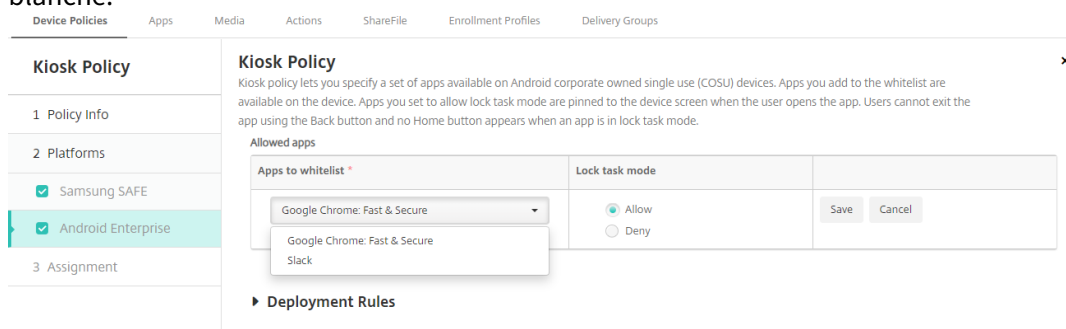 blanche.
Device Policies Apps Media Actions ShareFile Enrollment Profiles Delivery Groups
Kiosk Policy
1 Policy Info
2 Platforms
Samsung SAFE
Android Enterprise
3 Assignment
Kiosk Policy
Kiosk policy lets you specify a set of apps available on Android corporate owned single use (COSU) devices. Apps you add to the whitelist are
available on the device. Apps you set to allow lock task mode are pinned to the device screen when the user opens the app. Users cannot exit the
app using the Back button and no Home button appears when an app is in lock task mode.
Allowed apps
Apps to whitelist * Lock task mode
Google Chrome: Fast & Secure Allow Save Cancel
Deny
Google Chrome: Fast & Secure
Slack
Deployment Rules